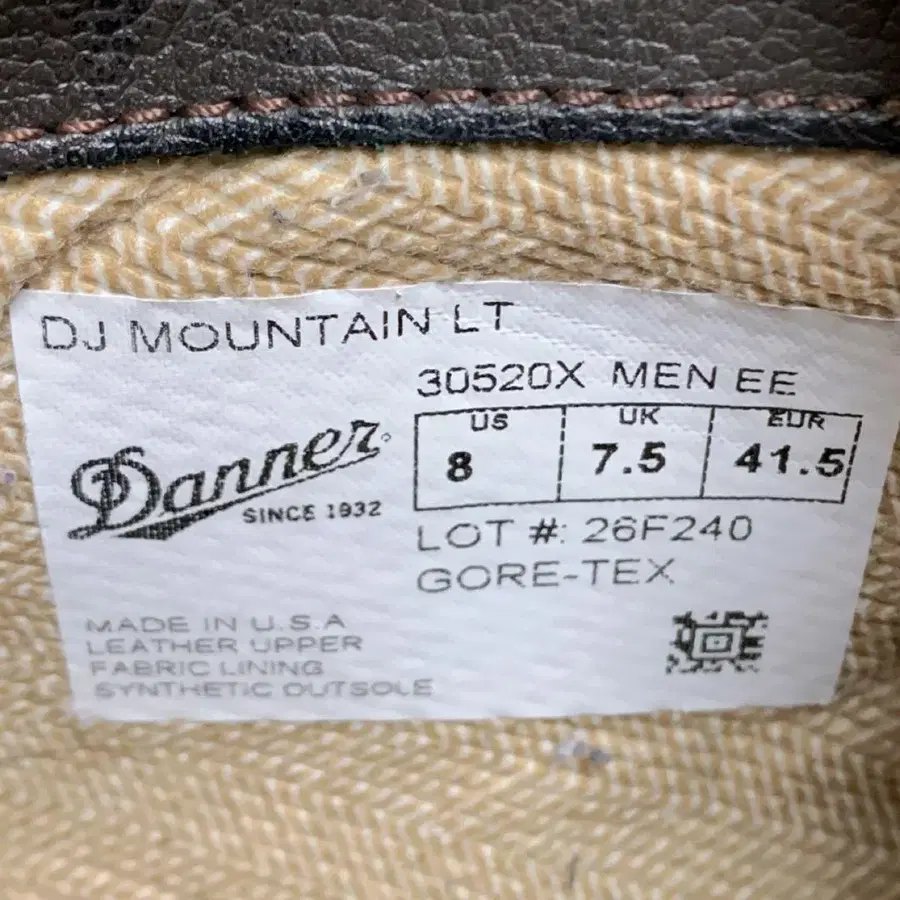 DJ MOUNTAIN LT
30520X MEN EE
US UK EUR
8 7.5 41.5
Danner
SINCE 1932
LOT #: 26F240
GORE-TEX
MADE IN U.S.A
LEATHER UPPER
FABRIC LINING
SYNTHETIC OUTSOLE